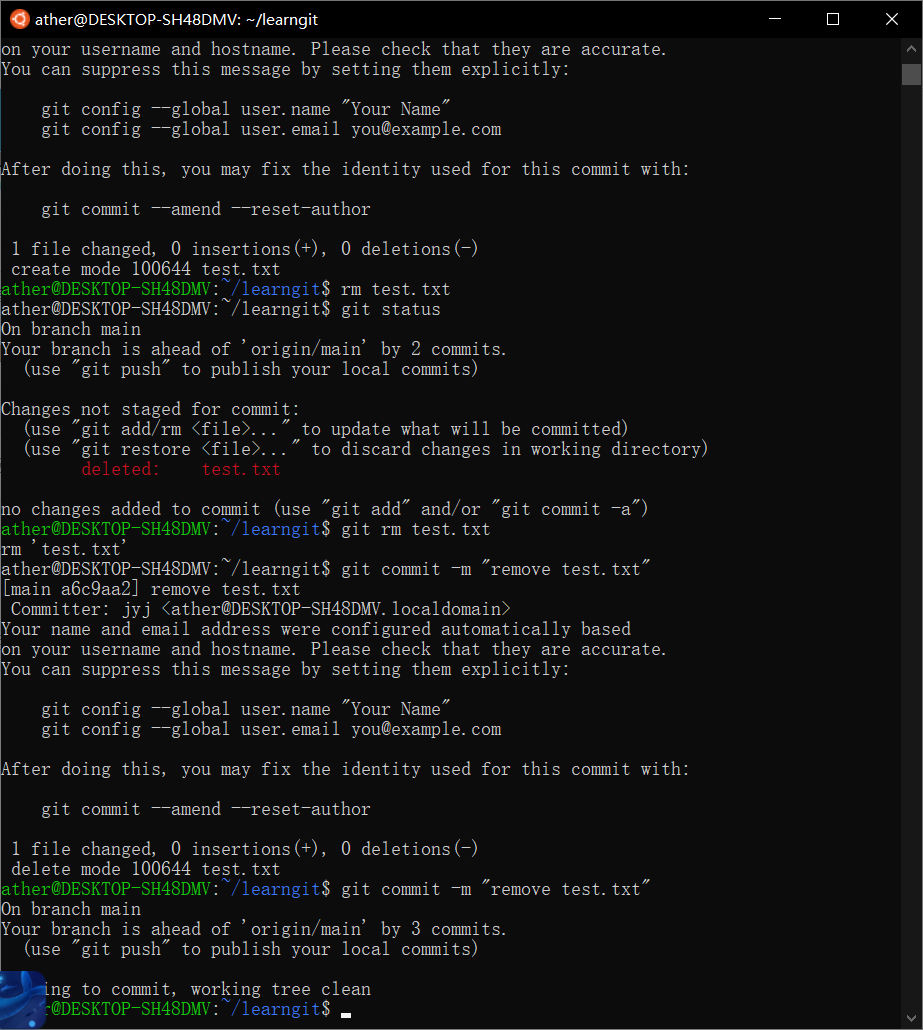 ather@DESKTOP-SH48DMV: ~/learngit
on your username and hostname. Please check that they are accurate.
You can suppress this message by setting them explicitly:
    git config --global user.name "Your Name"
    git config --global user.email you@example.com
After doing this, you may fix the identity used for this commit with:
    git commit --amend --reset-author
 1 file changed, 0 insertions(+), 0 deletions(-)
 create mode 100644 test.txt
ather@DESKTOP-SH48DMV:~/learngit$ rm test.txt
ather@DESKTOP-SH48DMV:~/learngit$ git status
On branch main
Your branch is ahead of 'origin/main' by 2 commits.
  (use "git push" to publish your local commits)
Changes not staged for commit:
  (use "git add/rm <file>..." to update what will be committed)
  (use "git restore <file>..." to discard changes in working directory)
        deleted:    test.txt
no changes added to commit (use "git add" and/or "git commit -a")
ather@DESKTOP-SH48DMV:~/learngit$ git rm test.txt
rm 'test.txt'
ather@DESKTOP-SH48DMV:~/learngit$ git commit -m "remove test.txt"
[main a6c9aa2] remove test.txt
 Committer: jyj <ather@DESKTOP-SH48DMV.localdomain>
Your name and email address were configured automatically based
on your username and hostname. Please check that they are accurate.
You can suppress this message by setting them explicitly:
    git config --global user.name "Your Name"
    git config --global user.email you@example.com
After doing this, you may fix the identity used for this commit with:
    git commit --amend --reset-author
 1 file changed, 0 insertions(+), 0 deletions(-)
 delete mode 100644 test.txt
ather@DESKTOP-SH48DMV:~/learngit$ git commit -m "remove test.txt"
On branch main
Your branch is ahead of 'origin/main' by 3 commits.
  (use "git push" to publish your local commits)
ing to commit, working tree clean
r@DESKTOP-SH48DMV:~/learngit$